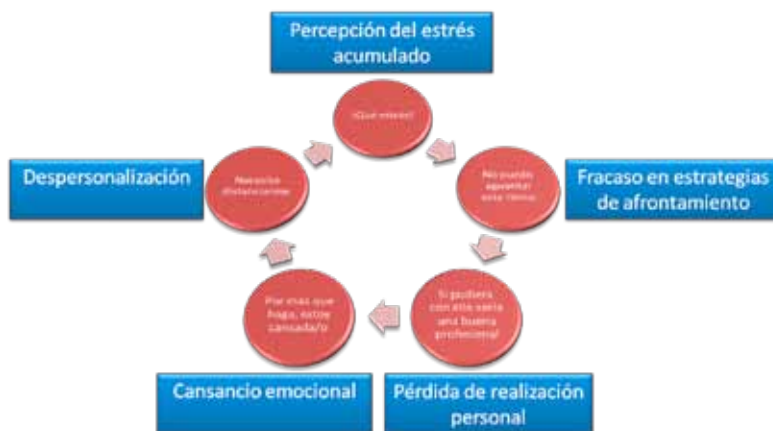 Percepción del estrés
acumulado
¡Qué estrés!
No puedo
aguantar
este ritmo
Fracaso en estrategias
de afrontamiento
Si pudiera
con ello sería
una buena
profesional
Pérdida de realización
personal
Por más que
haga, estoy
cansada/o
Cansancio emocional
Necesito
distanciarme
Despersonalización